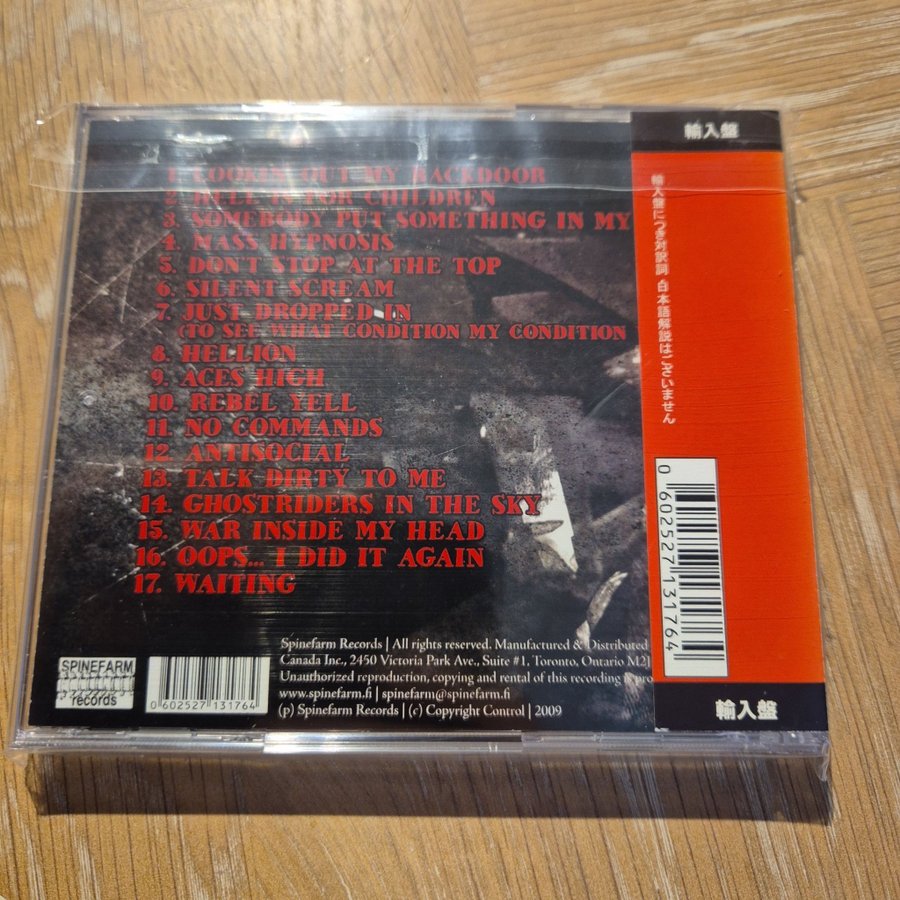 1. LOOKIN' OUT MY BACKDOOR
2. HELL IS FOR CHILDREN
3. SOMEBODY PUT SOMETHING IN MY
4. MASS HYPNOSIS
5. DON'T STOP AT THE TOP
6. SILENT SCREAM
7. JUST DROPPED IN
(TO SEE WHAT CONDITION MY CONDITION
8. HELLION
9. ACES HIGH
10. REBEL YELL
11. NO COMMANDS
12. ANTISOCIAL
13. TALK DIRTY TO ME
14. GHOSTRIDERS IN THE SKY
15. WAR INSIDE MY HEAD
16. OOPS... I DID IT AGAIN
17. WAITING
SPINEFARM
records
0 602527 131764
Spinefarm Records | All rights reserved. Manufactured & Distributed
Canada Inc., 2450 Victoria Park Ave., Suite #1, Toronto, Ontario M2J
Unauthorized reproduction, copying and rental of this recording is pro
www.spinefarm.fi | spinefarm@spinefarm.fi
(p) Spinefarm Records | (c) Copyright Control | 2009
輸入盤
輸入盤につき対訳詞 日本語解説はございません
0 602527 131764
輸入盤